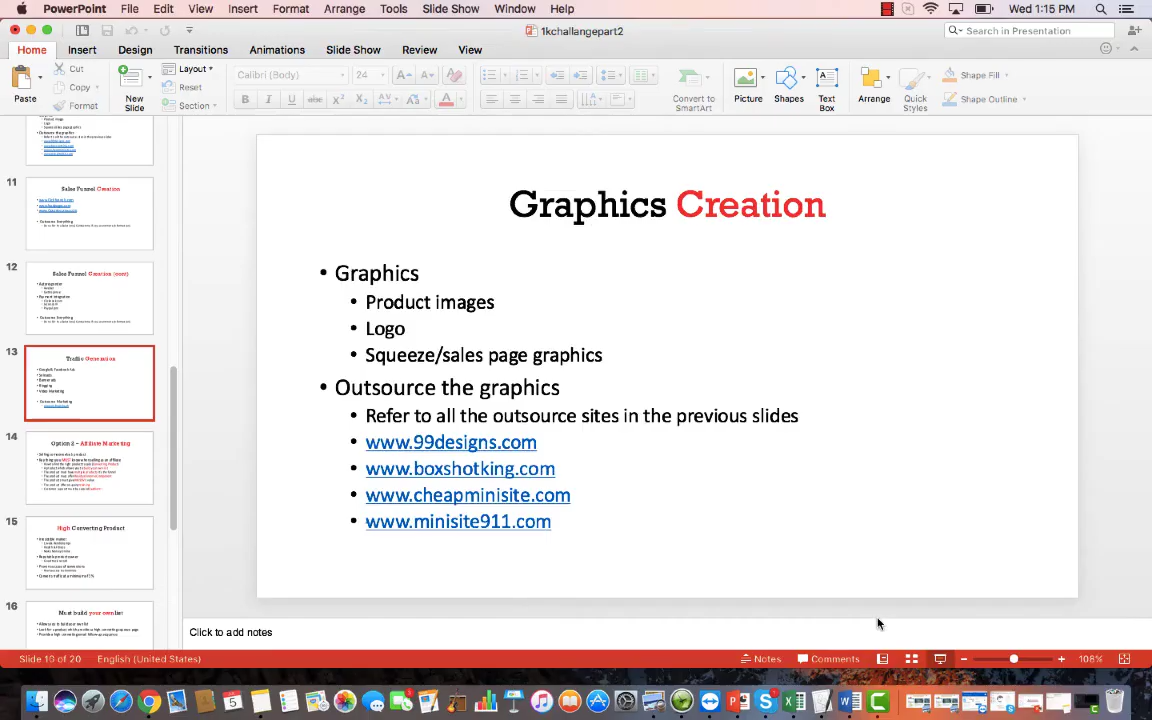 PowerPoint File Edit View Insert Format Arrange Tools Slide Show Window Help Wed 1:15 PM
1kchallangepart2
Search in Presentation
Home Insert Design Transitions Animations Slide Show Review View
Paste Cut Copy Format New Slide Layout Reset Section Calibri (Body) 24 Convert to SmartArt Picture Shapes Text Box Arrange Quick Styles Shape Fill Shape Outline
11
Sales Funnel Creation
12
Sales Funnel Creation (cont)
13
Traffic Generation
14
Option 2 – Affiliate Marketing
15
High Converting Product
16
Must build your own list
Graphics Creation
• Graphics
• Product images
• Logo
• Squeeze/sales page graphics
• Outsource the graphics
• Refer to all the outsource sites in the previous slides
• www.99designs.com
• www.boxshotking.com
• www.cheapminisite.com
• www.minisite911.com
Click to add notes
Slide 10 of 20 English (United States) Notes Comments 108%